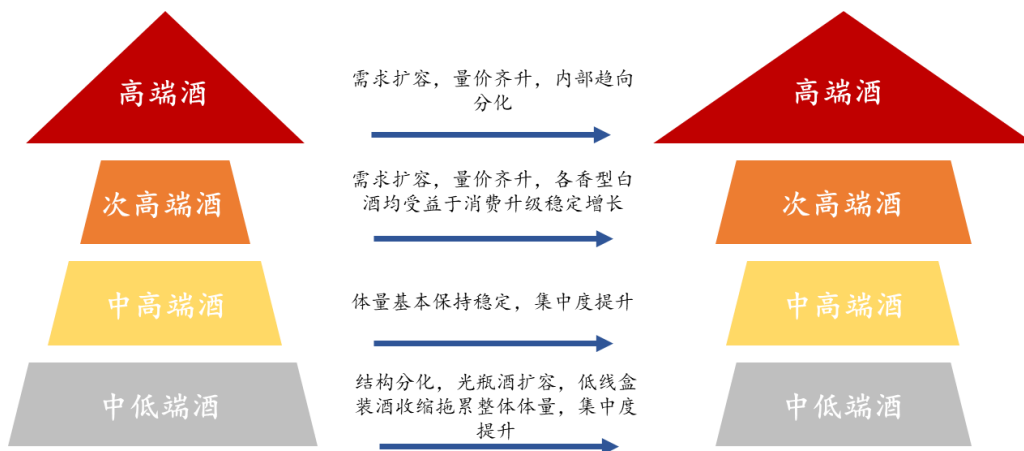 高端酒
需求扩容，量价齐升，内部趋向
分化
高端酒
次高端酒
需求扩容，量价齐升，各香型白
酒均受益于消费升级稳定增长
次高端酒
中高端酒
体量基本保持稳定，集中度提升
中高端酒
中低端酒
结构分化，光瓶酒扩容，低线盒
装酒收缩拖累整体体量，集中度
提升
中低端酒